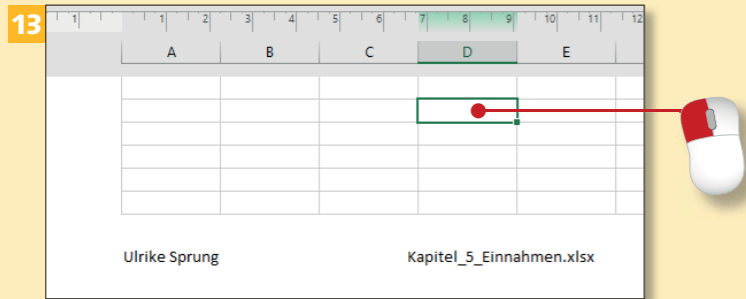 13
1 1 2 3 4 5 6 7 8 9 10 11 12
A B C D E
Ulrike Sprung Kapitel_5_Einnahmen.xlsx